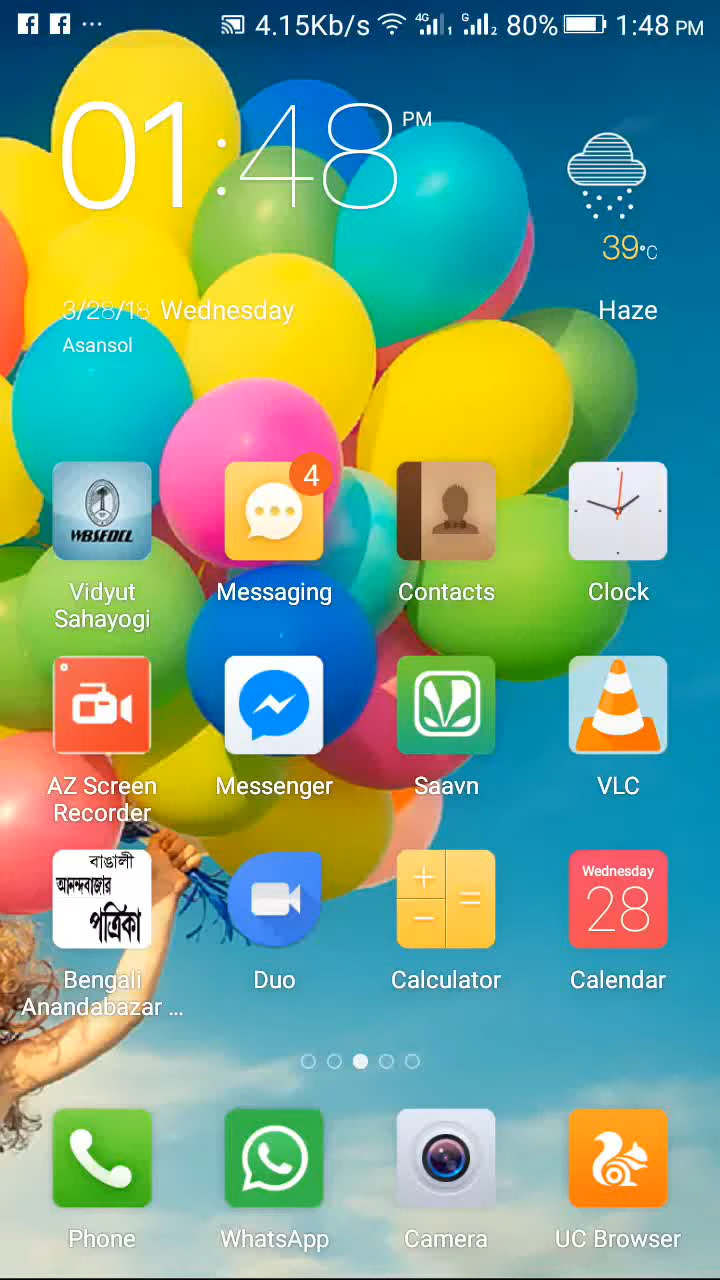 4.15Kb/s 4G 1 G 2 80% 1:48 PM
01:48 PM
39°C
3/28/18 Wednesday
Haze
Asansol
WBSEDCL
4
Vidyut
Sahayogi
Messaging
Contacts
Clock
AZ Screen
Recorder
Messenger
Saavn
VLC
বাঙালী
আনন্দবাজার
পত্রিকা
Wednesday
28
Bengali
Anandabazar ...
Duo
Calculator
Calendar
Phone
WhatsApp
Camera
UC Browser